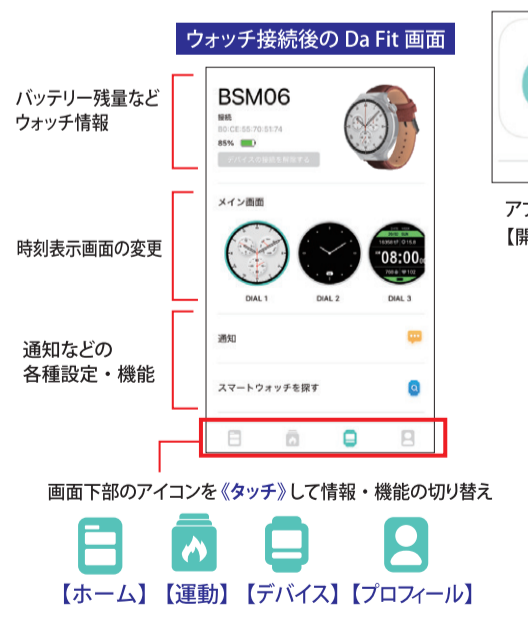 ウォッチ接続後の Da Fit 画面
バッテリー残量など
ウォッチ情報
BSM06
接続
85%
デバイスの接続を解除する
時刻表示画面の変更
メイン画面
08:00
DIAL 1
DIAL 2
DIAL 3
通知などの
各種設定・機能
通知
スマートウォッチを探す
画面下部のアイコンを《タッチ》して情報・機能の切り替え
【ホーム】【運動】【デバイス】【プロフィール】
【開